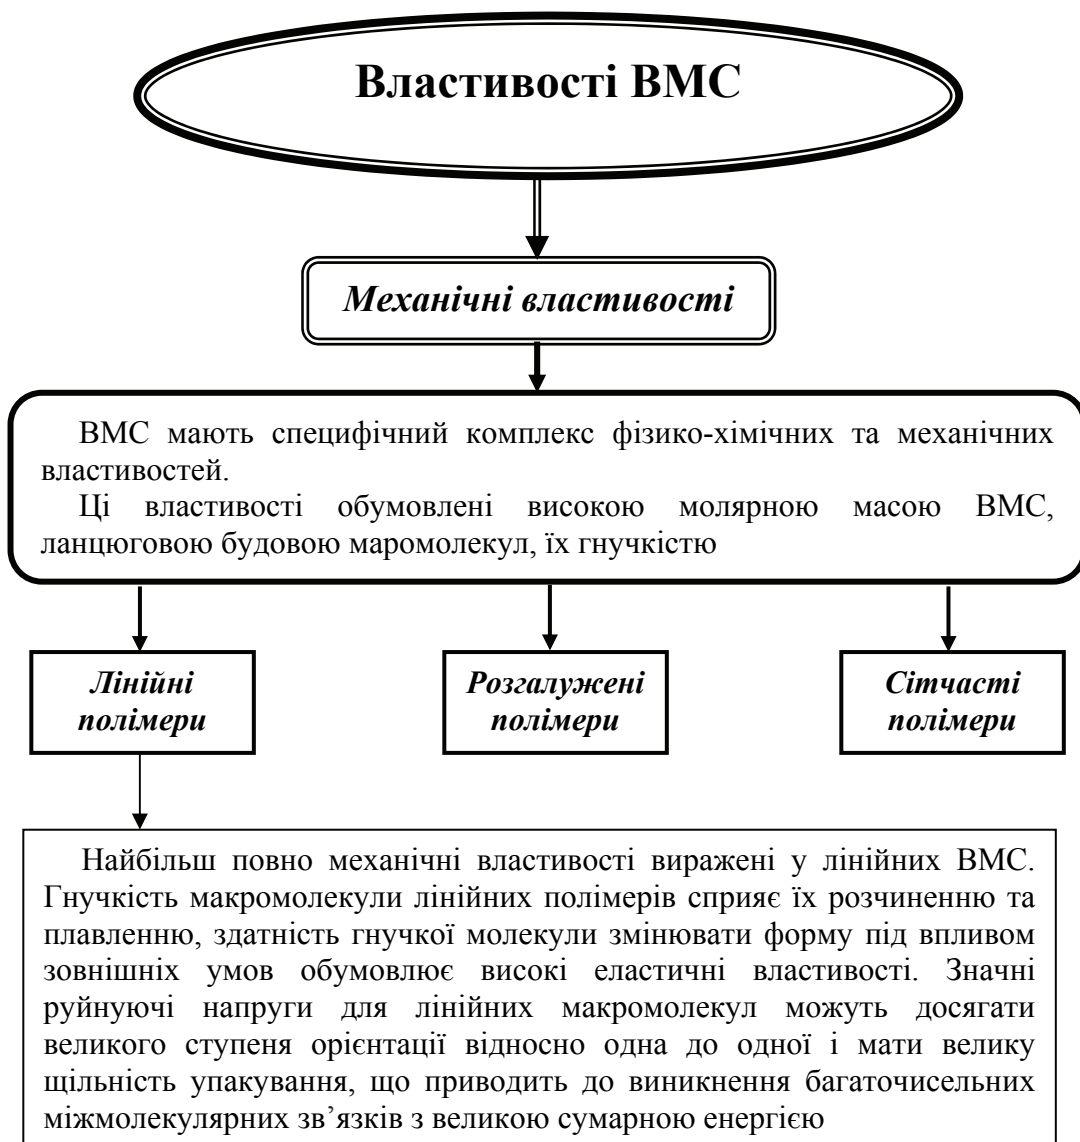 Властивості ВМС
Механічні властивості
ВМС мають специфічний комплекс фізико-хімічних та механічних
властивостей.
Ці властивості обумовлені високою молярною масою ВМС,
ланцюговою будовою маромолекул, їх гнучкістю
Лінійні
полімери
Розгалужені
полімери
Сітчасті
полімери
Найбільш повно механічні властивості виражені у лінійних ВМС.
Гнучкість макромолекули лінійних полімерів сприяє їх розчиненню та
плавленню, здатність гнучкої молекули змінювати форму під впливом
зовнішніх умов обумовлює високі еластичні властивості. Значні
руйнуючі напруги для лінійних макромолекул можуть досягати
великого ступеня орієнтації відносно одна до одної і мати велику
щільність упакування, що приводить до виникнення багаточисельних
міжмолекулярних зв’язків з великою сумарною енергією